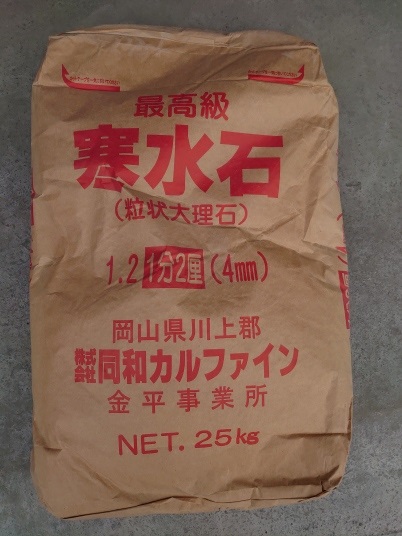 最高級
寒水石
(粒状大理石)
1.2 1分2厘 (4mm)
岡山県川上郡
株式会社同和カルファイン
金平事業所
NET. 25kg